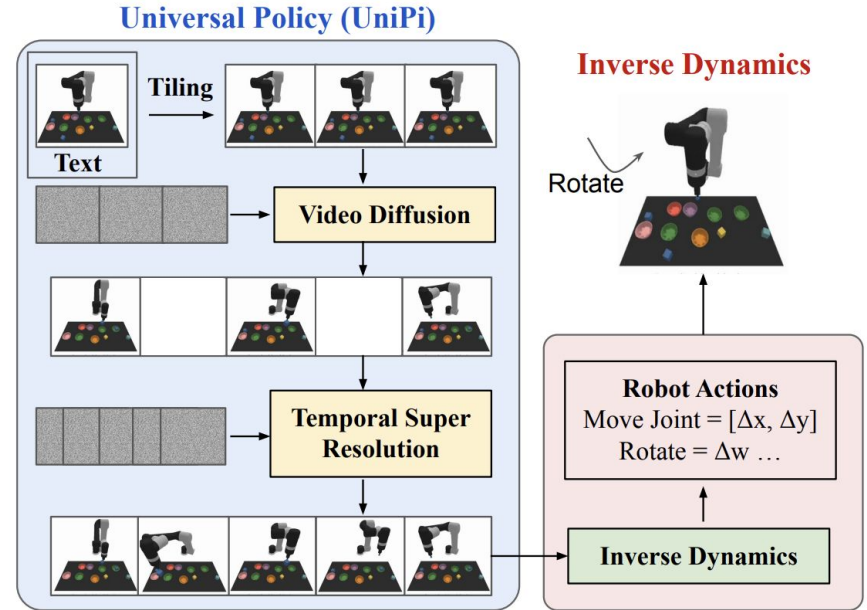 Universal Policy (UniPi)
Tiling
Text
Video Diffusion
Temporal Super
Resolution
Inverse Dynamics
Rotate
Robot Actions
Move Joint = [Δx, Δy]
Rotate = Δw ...
Inverse Dynamics